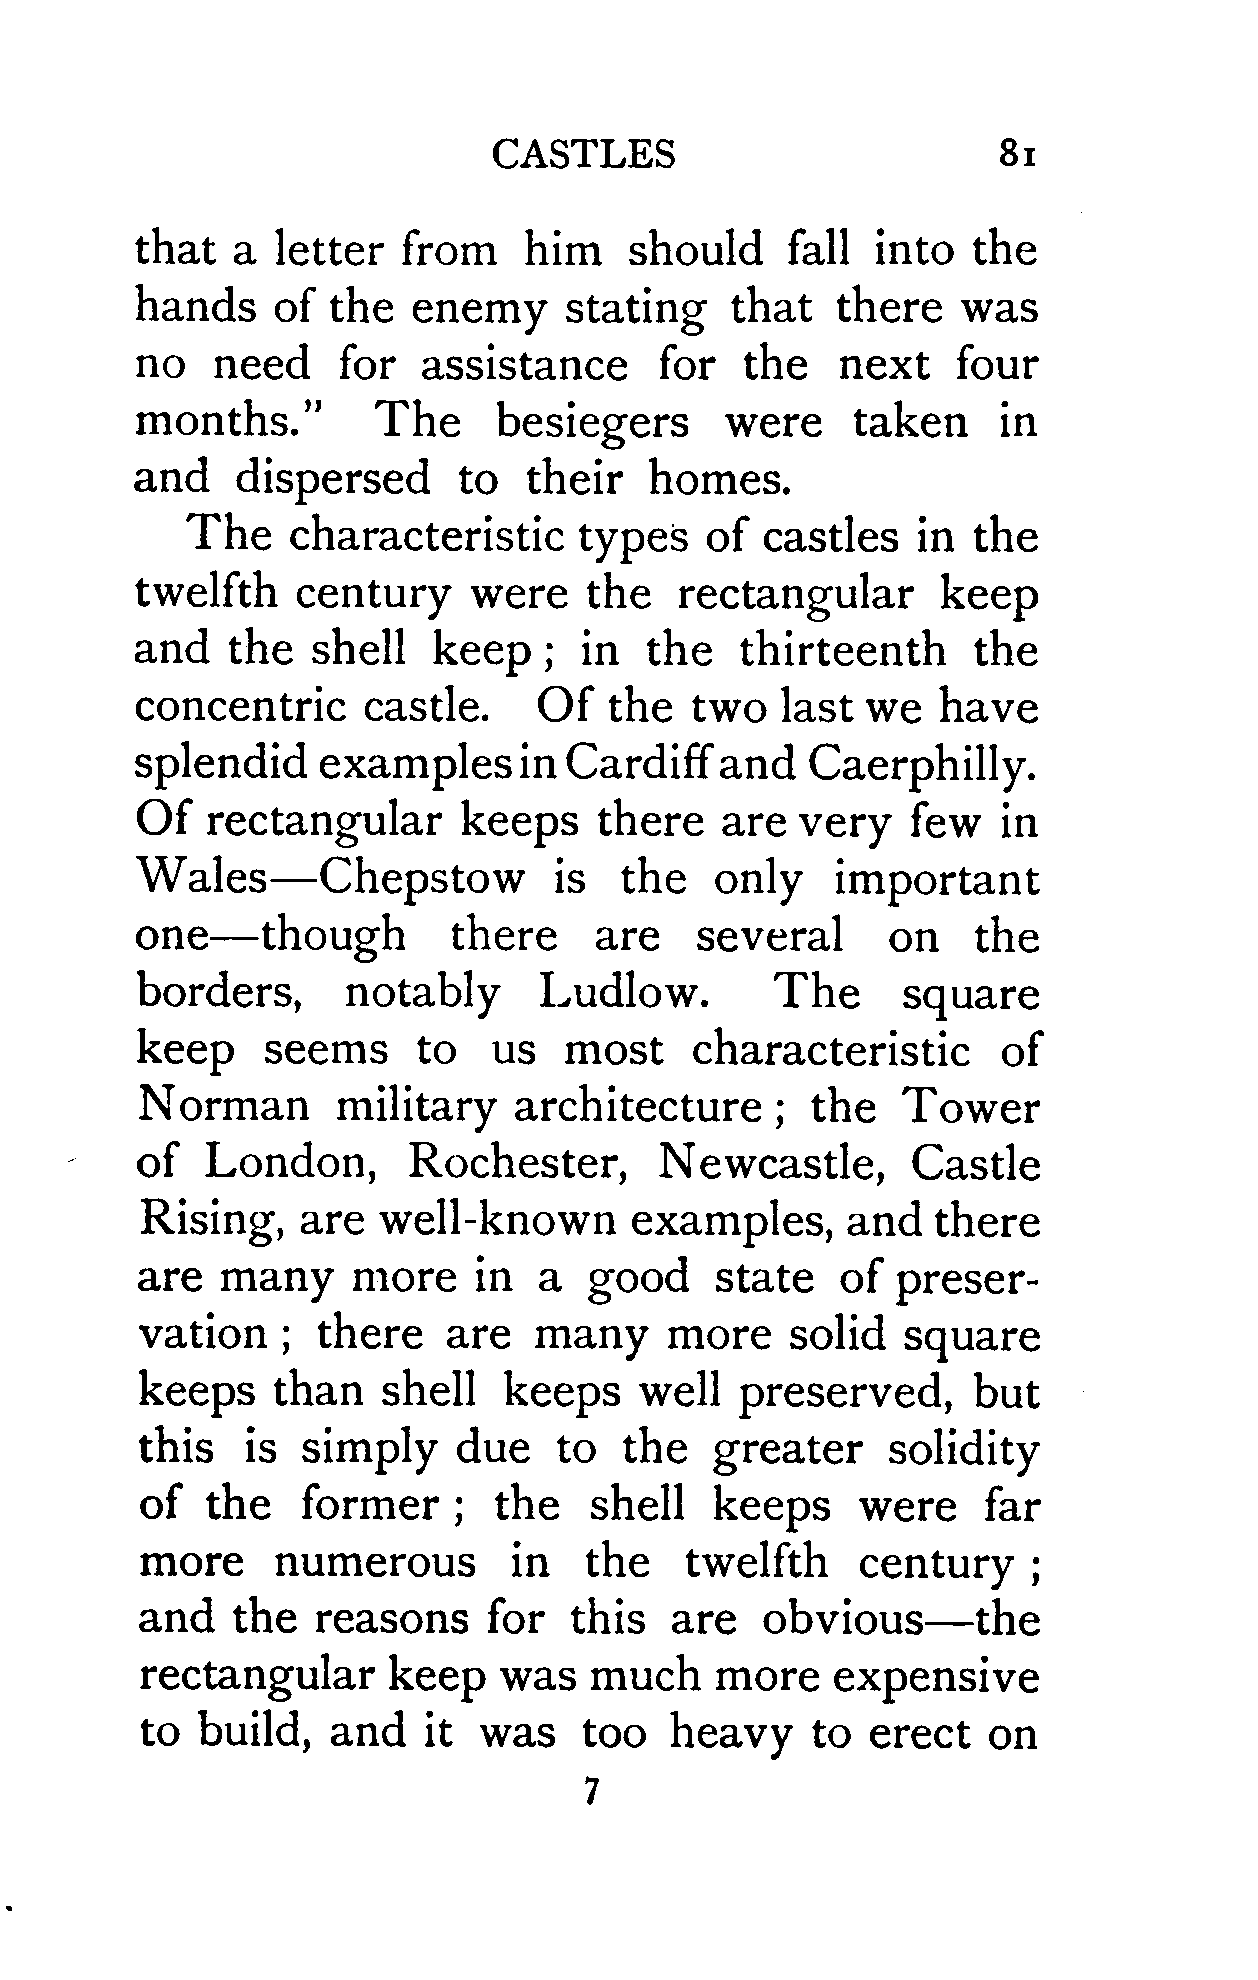 CASTLES 81
that a letter from him should fall into the
hands of the enemy stating that there was
no need for assistance for the next four
months." The besiegers were taken in
and dispersed to their homes.
The characteristic types of castles in the
twelfth century were the rectangular keep
and the shell keep ; in the thirteenth the
concentric castle. Of the two last we have
splendid examples in Cardiff and Caerphilly.
Of rectangular keeps there are very few in
Wales—Chepstow is the only important
one—though there are several on the
borders, notably Ludlow. The square
keep seems to us most characteristic of
Norman military architecture ; the Tower
of London, Rochester, Newcastle, Castle
Rising, are well-known examples, and there
are many more in a good state of preser-
vation ; there are many more solid square
keeps than shell keeps well preserved, but
this is simply due to the greater solidity
of the former ; the shell keeps were far
more numerous in the twelfth century ;
and the reasons for this are obvious—the
rectangular keep was much more expensive
to build, and it was too heavy to erect on
7